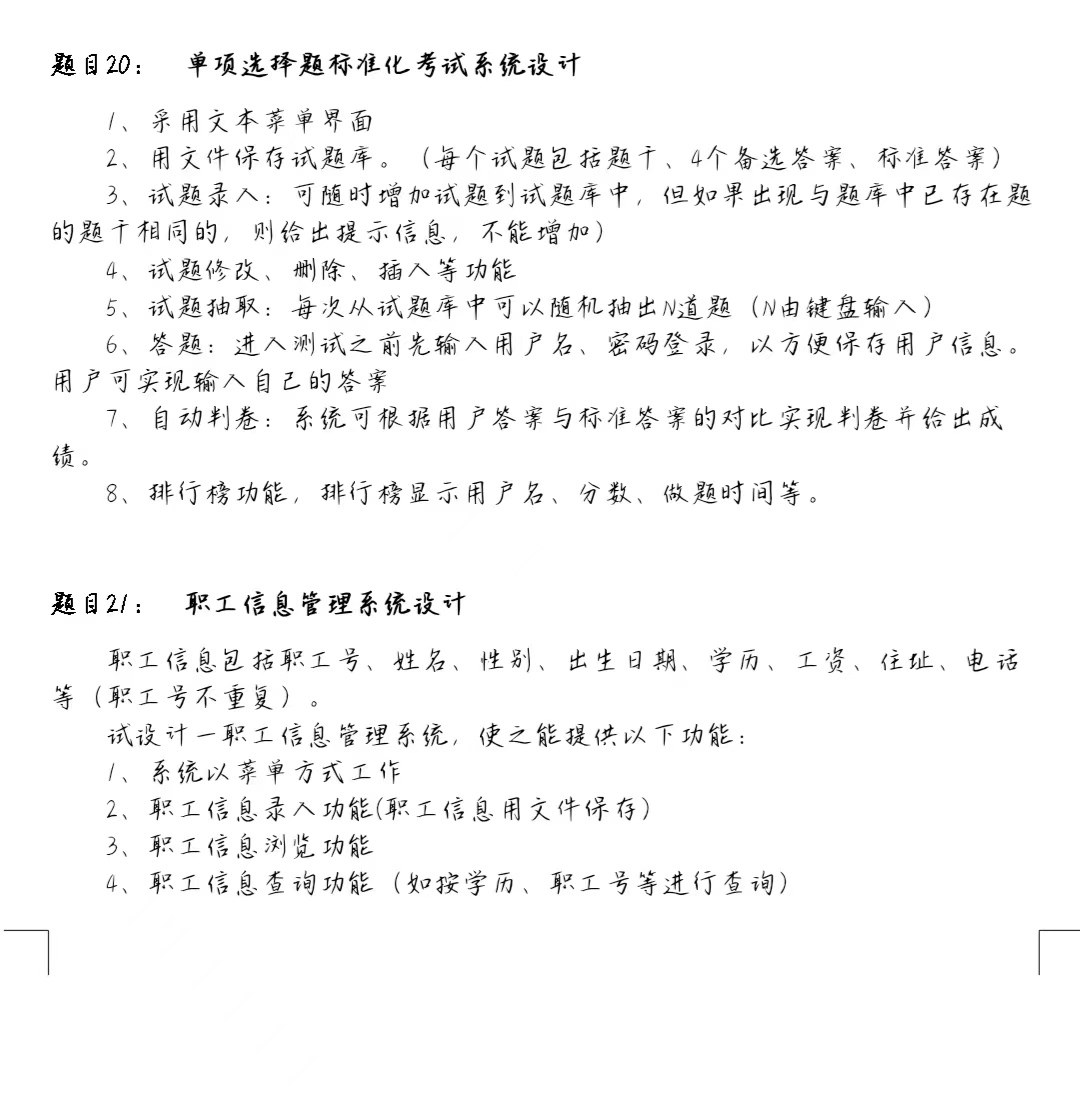 题目20： 单项选择题标准化考试系统设计
1、采用文本菜单界面
2、用文件保存试题库。（每个试题包括题干、4个备选答案、标准答案）
3、试题录入：可随时增加试题到试题库中，但如果出现与题库中已存在题
的题干相同的，则给出提示信息，不能增加）
4、试题修改、删除、插入等功能
5、试题抽取：每次从试题库中可以随机抽出N道题（N由键盘输入）
6、答题：进入测试之前先输入用户名、密码登录，以方便保存用户信息。
用户可实现输入自己的答案
7、自动判卷：系统可根据用户答案与标准答案的对比实现判卷并给出成
绩。
8、排行榜功能，排行榜显示用户名、分数、做题时间等。
题目21： 职工信息管理系统设计
职工信息包括职工号、姓名、性别、出生日期、学历、工资、住址、电话
等（职工号不重复）。
试设计一职工信息管理系统，使之能提供以下功能：
1、系统以菜单方式工作
2、职工信息录入功能(职工信息用文件保存）
3、职工信息浏览功能
4、职工信息查询功能（如按学历、职工号等进行查询）